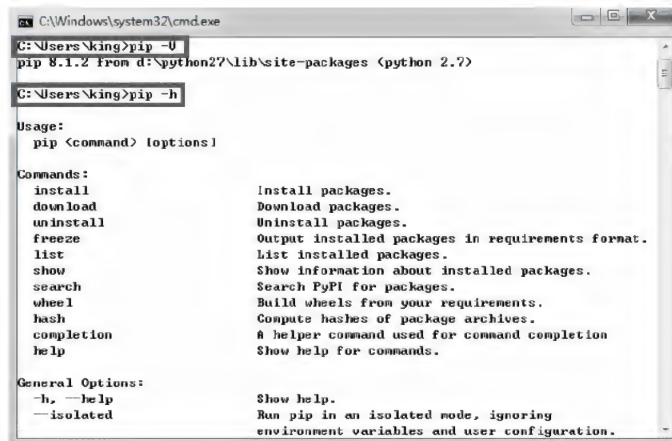 C:\Windows\system32\cmd.exe
C:\Users\king>pip -V
pip 8.1.2 from d:\python27\lib\site-packages (python 2.7)
C:\Users\king>pip -h
Usage:
pip <command> [options]
Commands:
install Install packages.
download Download packages.
uninstall Uninstall packages.
freeze Output installed packages in requirements format.
list List installed packages.
show Show information about installed packages.
search Search PyPI for packages.
wheel Build wheels from your requirements.
hash Compute hashes of package archives.
completion A helper command used for command completion
help Show help for commands.
General Options:
-h, --help Show help.
--isolated Run pip in an isolated mode, ignoring
environment variables and user configuration.